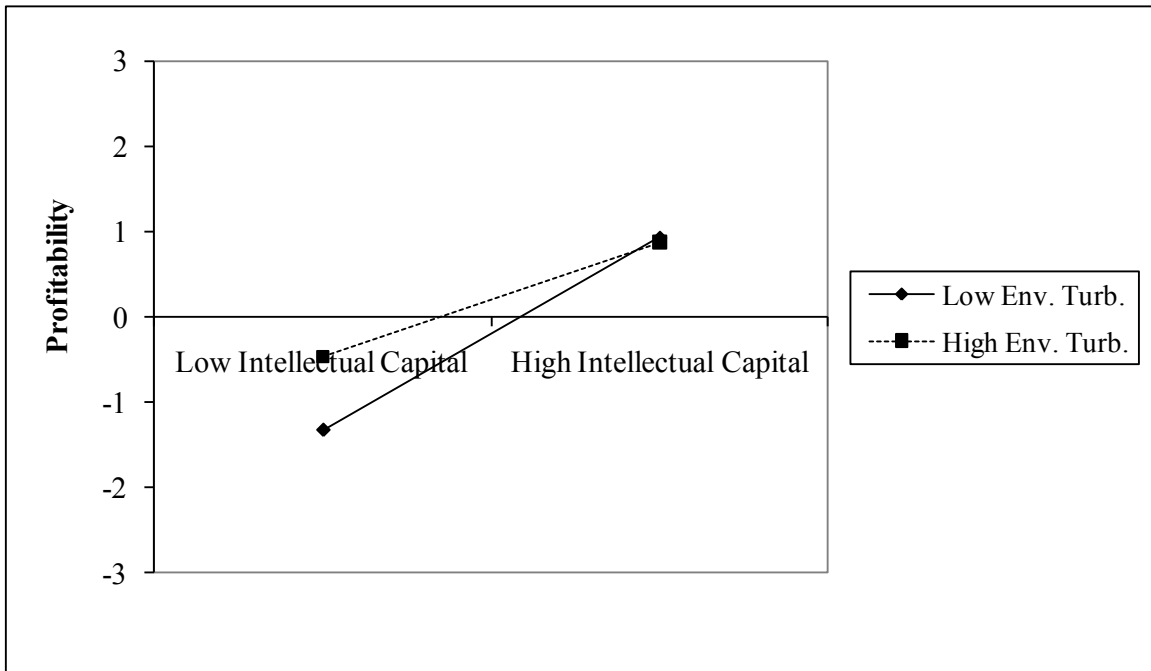 3
2
1
0
-1
-2
-3
Profitability
Low Intellectual Capital
High Intellectual Capital
Low Env. Turb.
High Env. Turb.